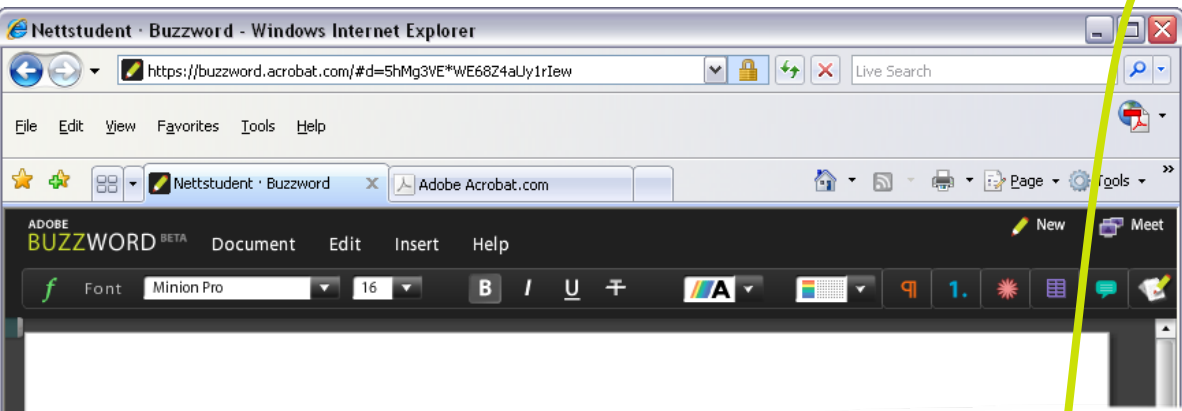 Nettstudent · Buzzword - Windows Internet Explorer
https://buzzword.acrobat.com/#d=5hMg3VE*WE68Z4aUy1rIew Live Search
File Edit View Favorites Tools Help
Nettstudent · Buzzword x Adobe Acrobat.com Page Tools »
ADOBE
BUZZWORD BETA Document Edit Insert Help New Meet
f Font Minion Pro 16 B I U T A ¶ 1.